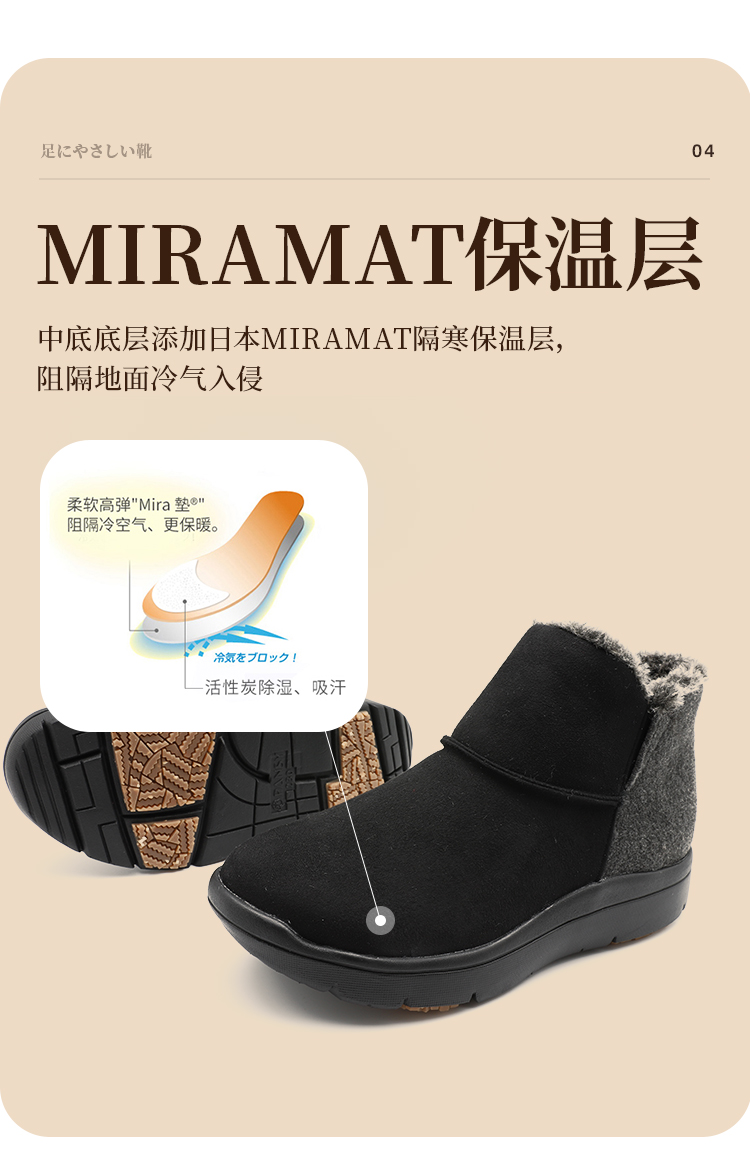 足にやさしい靴
04
MIRAMAT保温层
中底底层添加日本MIRAMAT隔寒保温层,
阻隔地面冷气入侵
柔软高弹"Mira 墊®"
阻隔冷空气、更保暖。
冷気をブロック！
活性炭除湿、吸汗